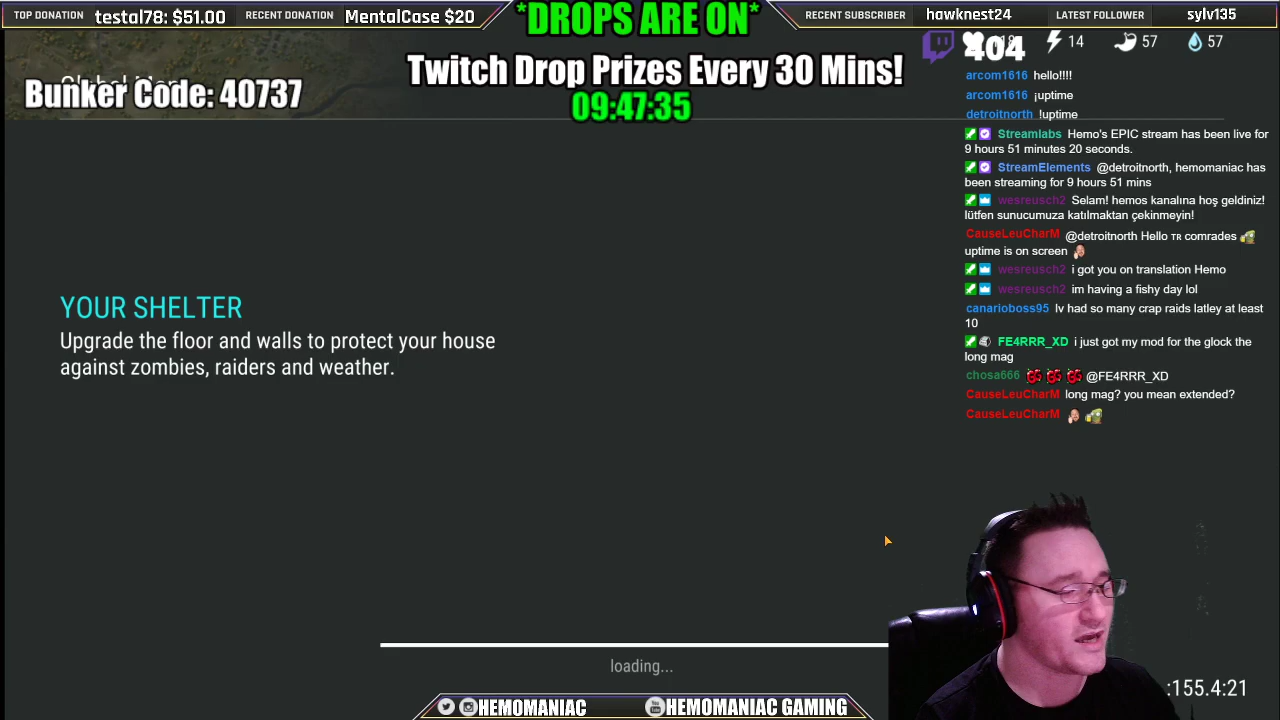 TOP DONATION testal78: $51.00 RECENT DONATION MentalCase $20 *DROPS ARE ON* RECENT SUBSCRIBER hawknest24 LATEST FOLLOWER sylv135
404 14 57 57
Bunker Code: 40737
Twitch Drop Prizes Every 30 Mins!
09:47:35
arcom1616 hello!!!!
arcom1616 ¡uptime
detroitnorth !uptime
Streamlabs Hemo's EPIC stream has been live for
9 hours 51 minutes 20 seconds.
StreamElements @detroitnorth, hemomaniac has
been streaming for 9 hours 51 mins
wesreusch2 Selam! hemos kanalına hoş geldiniz!
lütfen sunucumuza katılmaktan çekinmeyin!
CauseLeuCharM @detroitnorth Hello TR comrades
uptime is on screen
wesreusch2 i got you on translation Hemo
wesreusch2 im having a fishy day lol
canarioboss95 Iv had so many crap raids latley at least
10
FE4RRR_XD i just got my mod for the glock the
long mag
chosa666 @FE4RRR_XD
CauseLeuCharM long mag? you mean extended?
CauseLeuCharM
YOUR SHELTER
Upgrade the floor and walls to protect your house
against zombies, raiders and weather.
loading...
:155.4:21
HEMOMANIAC HEMOMANIAC GAMING